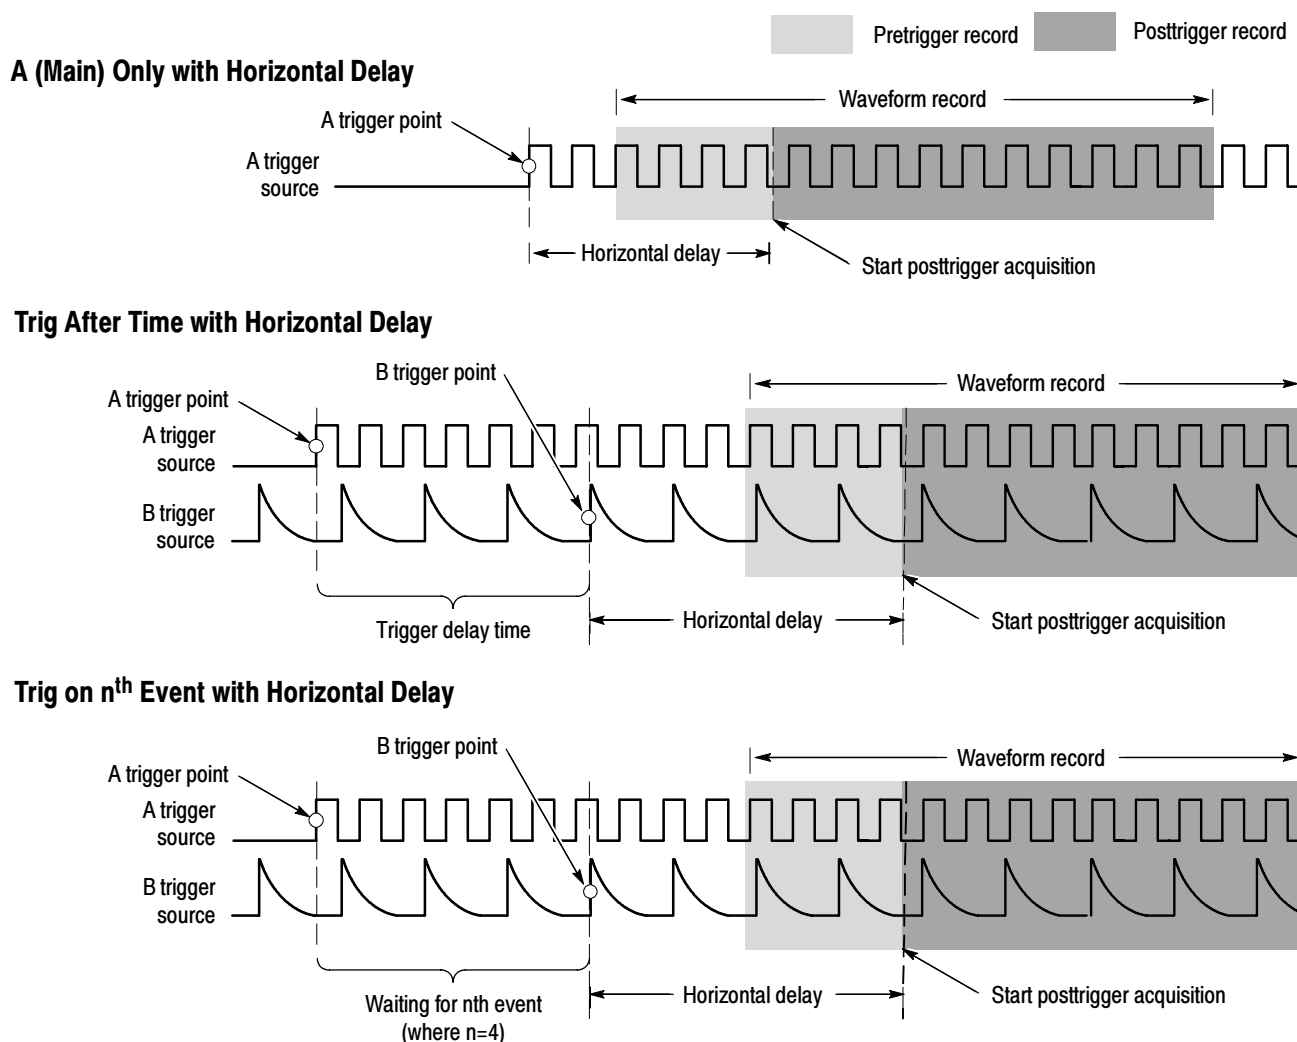 Pretrigger record
Posttrigger record
A (Main) Only with Horizontal Delay
Waveform record
A trigger point
A trigger
source
Horizontal delay
Start posttrigger acquisition
Trig After Time with Horizontal Delay
B trigger point
Waveform record
A trigger point
A trigger
source
B trigger
source
Trigger delay time
Horizontal delay
Start posttrigger acquisition
Trig on nth Event with Horizontal Delay
B trigger point
Waveform record
A trigger point
A trigger
source
B trigger
source
Waiting for nth event
(where n=4)
Horizontal delay
Start posttrigger acquisition